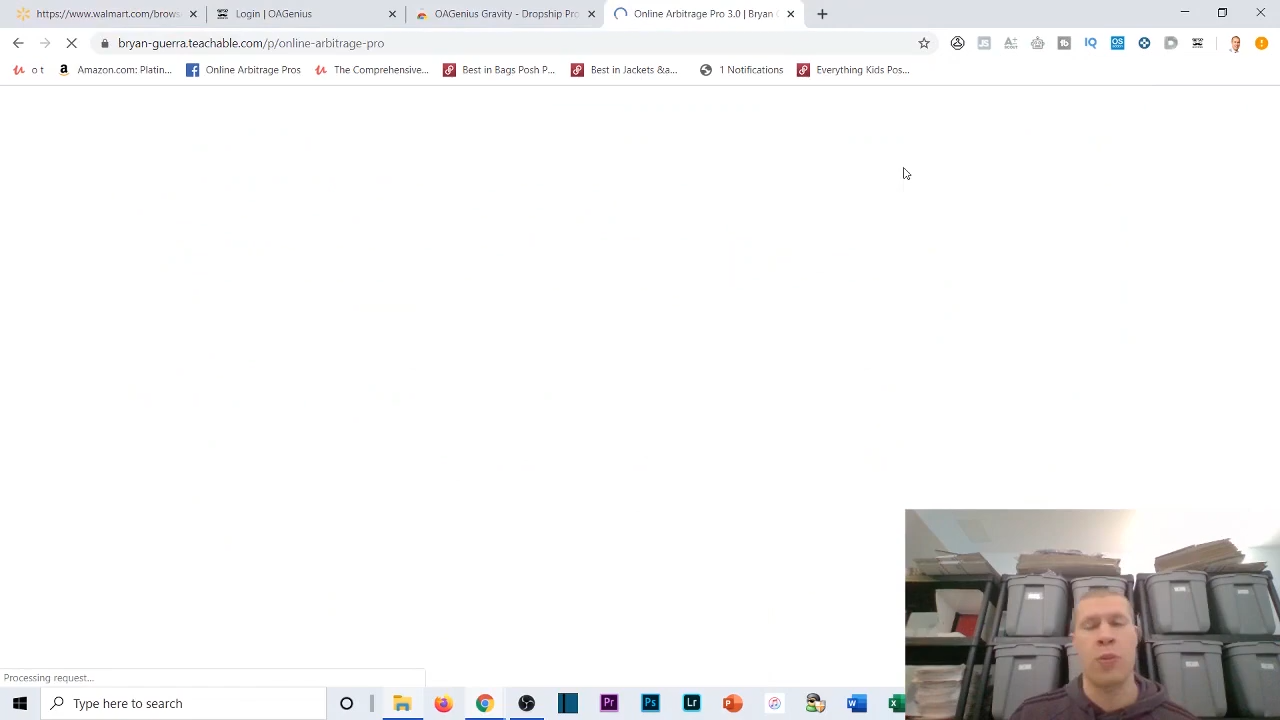 https://www.walmart.com/brows
Login | OAGenius
OAGenius Gravity - Dropship Pro
Online Arbitrage Pro 3.0 | Bryan
bryan-guerra.teachable.com/p/online-arbitrage-pro
o t
Amazon.com: Platin...
Online Arbitrage Pros
The Comprehensive...
Best in Bags Posh P...
Best in Jackets &a...
1 Notifications
Everything Kids Pos...
Processing request...
Type here to search